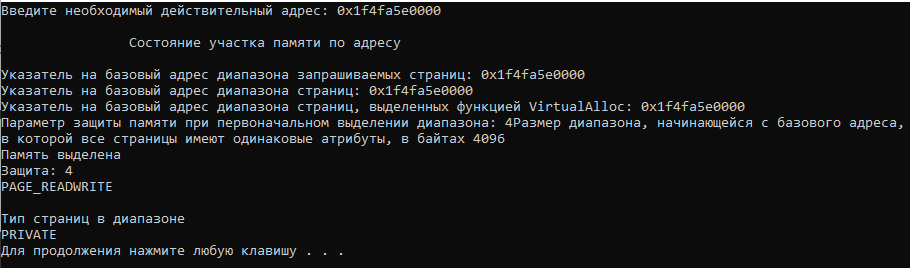 Введите необходимый действительный адрес: 0x1f4fa5e0000
Состояние участка памяти по адресу
Указатель на базовый адрес диапазона запрашиваемых страниц: 0x1f4fa5e0000
Указатель на базовый адрес диапазона страниц: 0x1f4fa5e0000
Указатель на базовый адрес диапазона страниц, выделенных функцией VirtualAlloc: 0x1f4fa5e0000
Параметр защиты памяти при первоначальном выделении диапазона: 4Размер диапазона, начинающейся с базового адреса,
в которой все страницы имеют одинаковые атрибуты, в байтах 4096
Память выделена
Защита: 4
PAGE_READWRITE
Тип страниц в диапазоне
PRIVATE
Для продолжения нажмите любую клавишу . . .